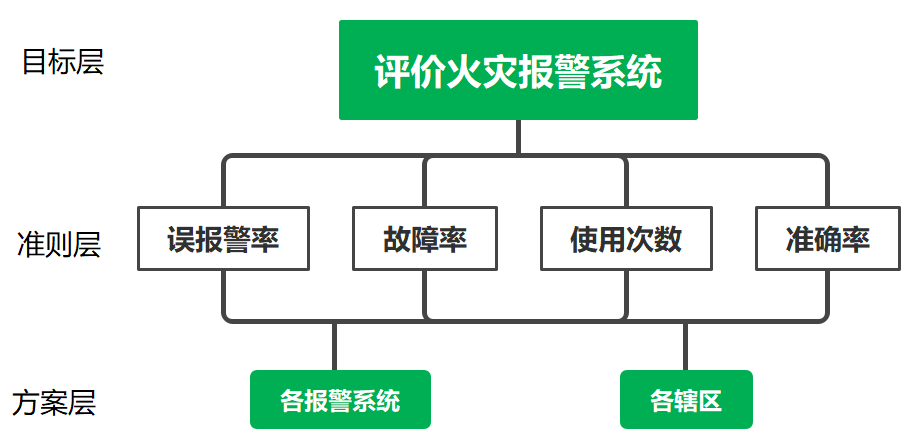 目标层
评价火灾报警系统
准则层
误报警率
故障率
使用次数
准确率
方案层
各报警系统
各辖区